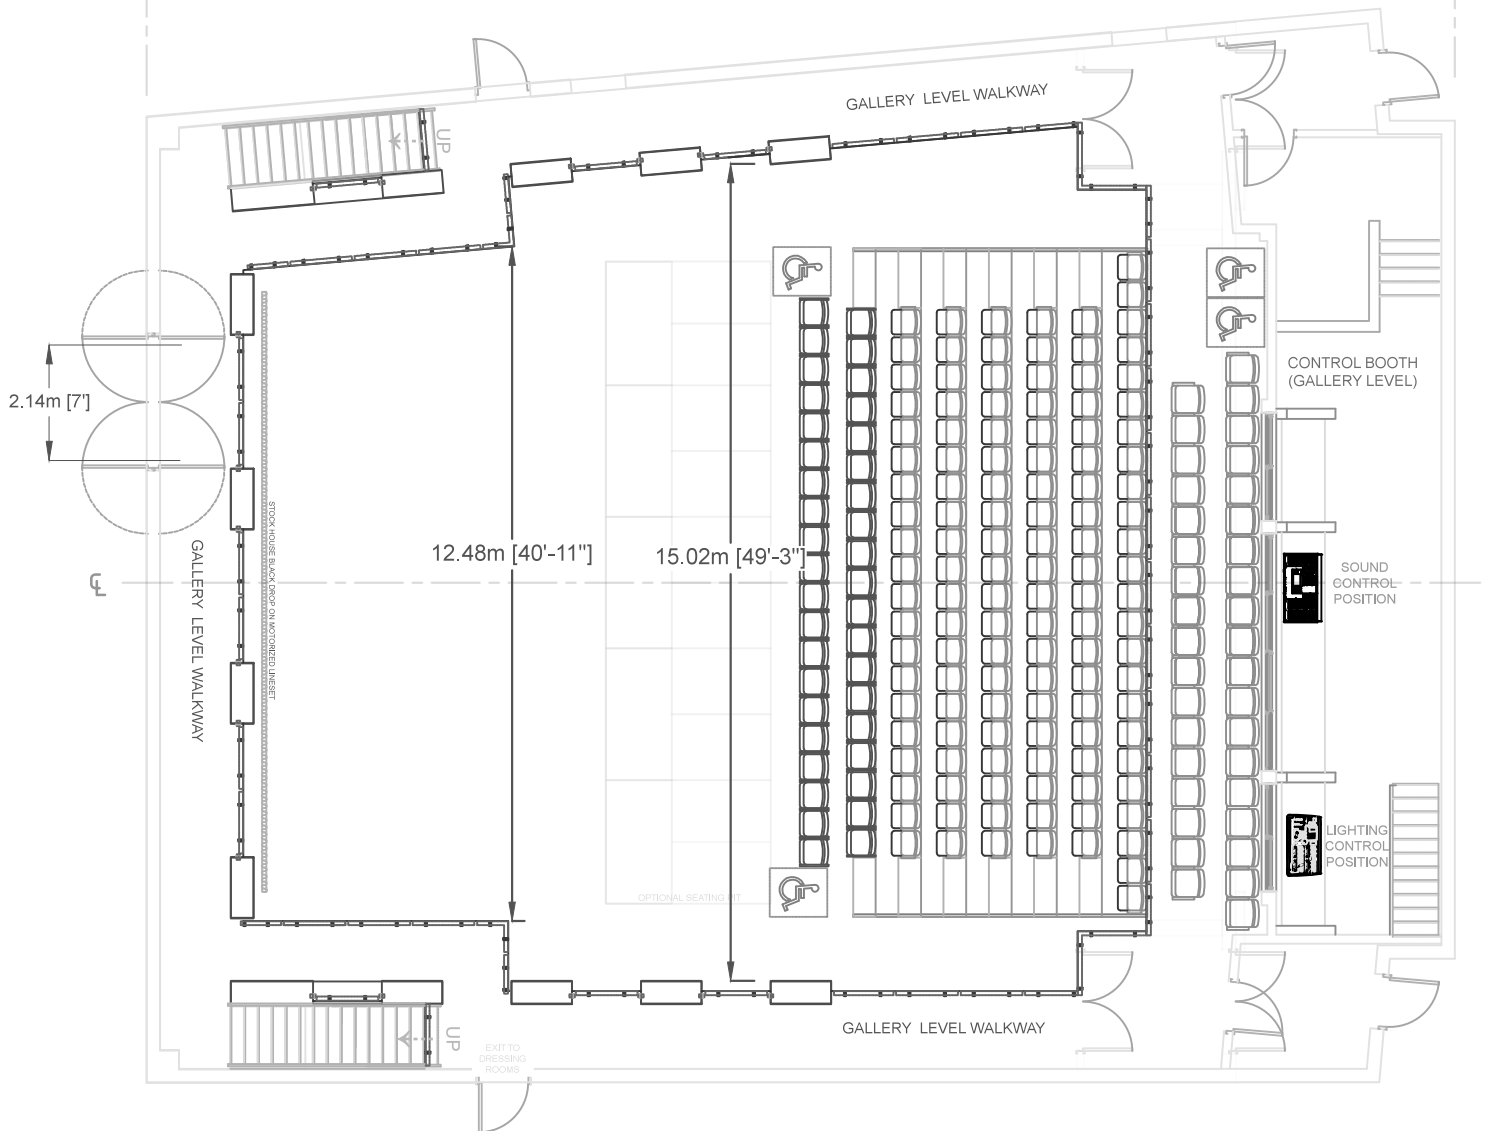 GALLERY LEVEL WALKWAY
UP
2.14m [7']
CONTROL BOOTH
(GALLERY LEVEL)
STOCK HOUSE BLACK DROP ON MOTORIZED LINESET
12.48m [40'-11"]
15.02m [49'-3"]
GALLERY LEVEL WALKWAY
SOUND
CONTROL
POSITION
LIGHTING
CONTROL
POSITION
OPTIONAL SEATING PIT
GALLERY LEVEL WALKWAY
UP
EXIT TO
DRESSING
ROOMS